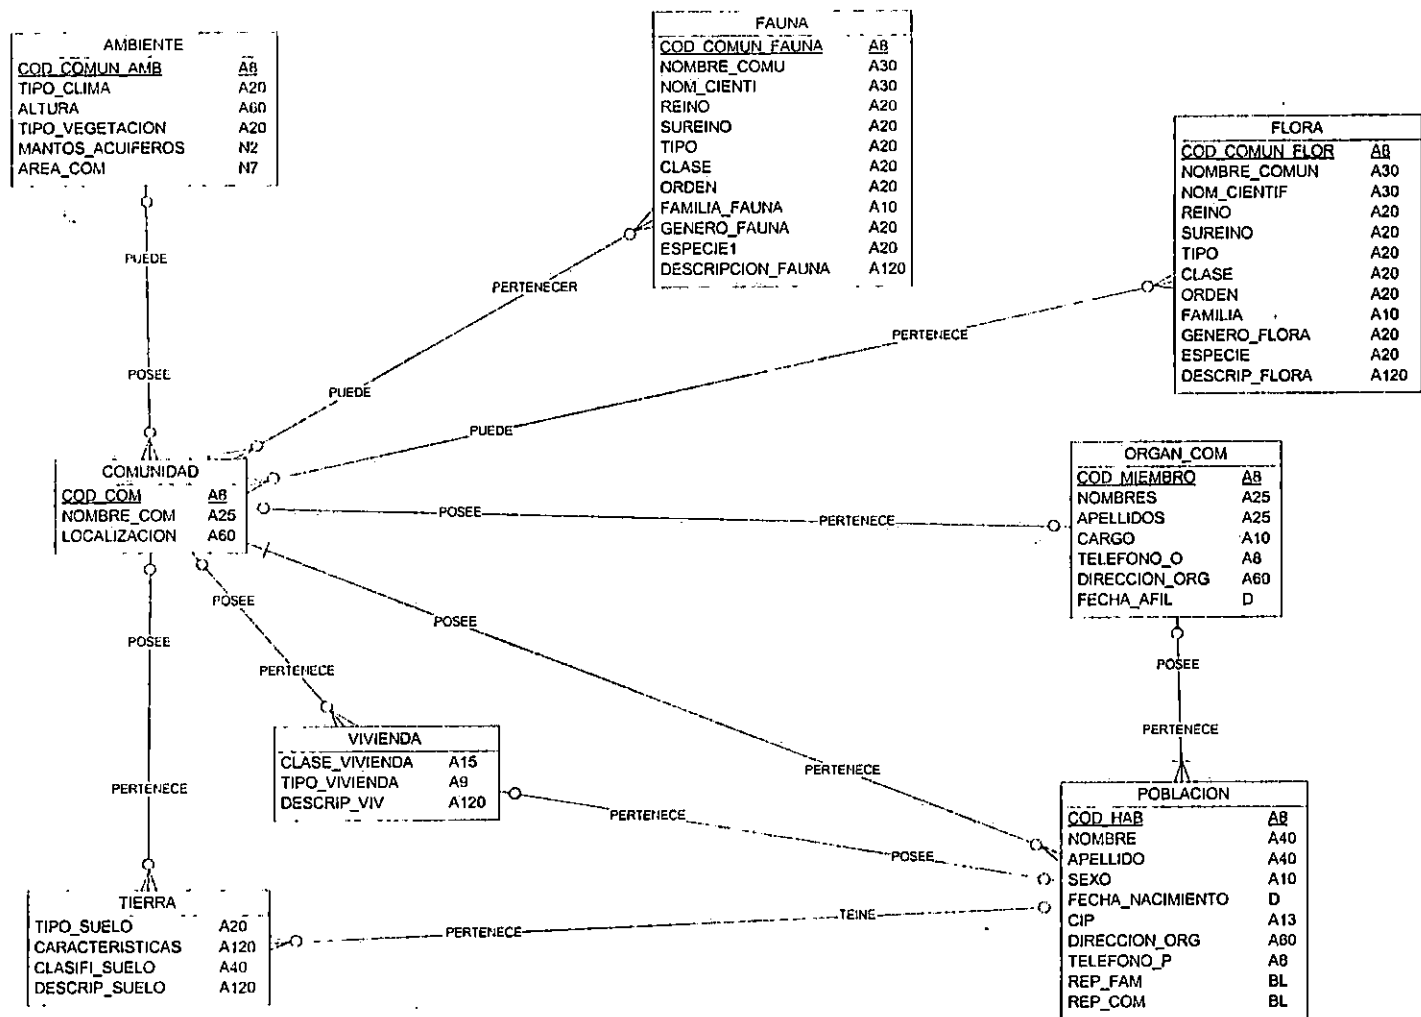 AMBIENTE
COD_COMUN_AMB A8
TIPO_CLIMA A20
ALTURA A60
TIPO_VEGETACION A20
MANTOS_ACUIFEROS N2
AREA_COM N7
FAUNA
COD_COMUN_FAUNA A8
NOMBRE_COMU A30
NOM_CIENTI A30
REINO A20
SUREINO A20
TIPO A20
CLASE A20
ORDEN A20
FAMILIA_FAUNA A10
GENERO_FAUNA A20
ESPECIE1 A20
DESCRIPCION_FAUNA A120
FLORA
COD_COMUN_FLOR A8
NOMBRE_COMUN A30
NOM_CIENTIF A30
REINO A20
SUREINO A20
TIPO A20
CLASE A20
ORDEN A20
FAMILIA A10
GENERO_FLORA A20
ESPECIE A20
DESCRIP_FLORA A120
PUEDE
POSEE
PERTENECER
PUEDE
PERTENECE
PUEDE
COMUNIDAD
COD_COM A8
NOMBRE_COM A25
LOCALIZACION A60
POSEE
PERTENECE
ORGAN_COM
COD_MIEMBRO A8
NOMBRES A25
APELLIDOS A25
CARGO A10
TELEFONO_O A8
DIRECCION_ORG A60
FECHA_AFIL D
POSEE
PERTENECE
POSEE
PERTENECE
POSEE
PERTENECE
POSEE
PERTENECE
VIVIENDA
CLASE_VIVIENDA A15
TIPO_VIVIENDA A9
DESCRIP_VIV A120
PERTENECE
POSEE
POBLACION
COD_HAB A8
NOMBRE A40
APELLIDO A40
SEXO A10
FECHA_NACIMIENTO D
CIP A13
DIRECCION_ORG A60
TELEFONO_P A8
REP_FAM BL
REP_COM BL
TIERRA
TIPO_SUELO A20
CARACTERISTICAS A120
CLASIFI_SUELO A40
DESCRIP_SUELO A120
PERTENECE
TEINE